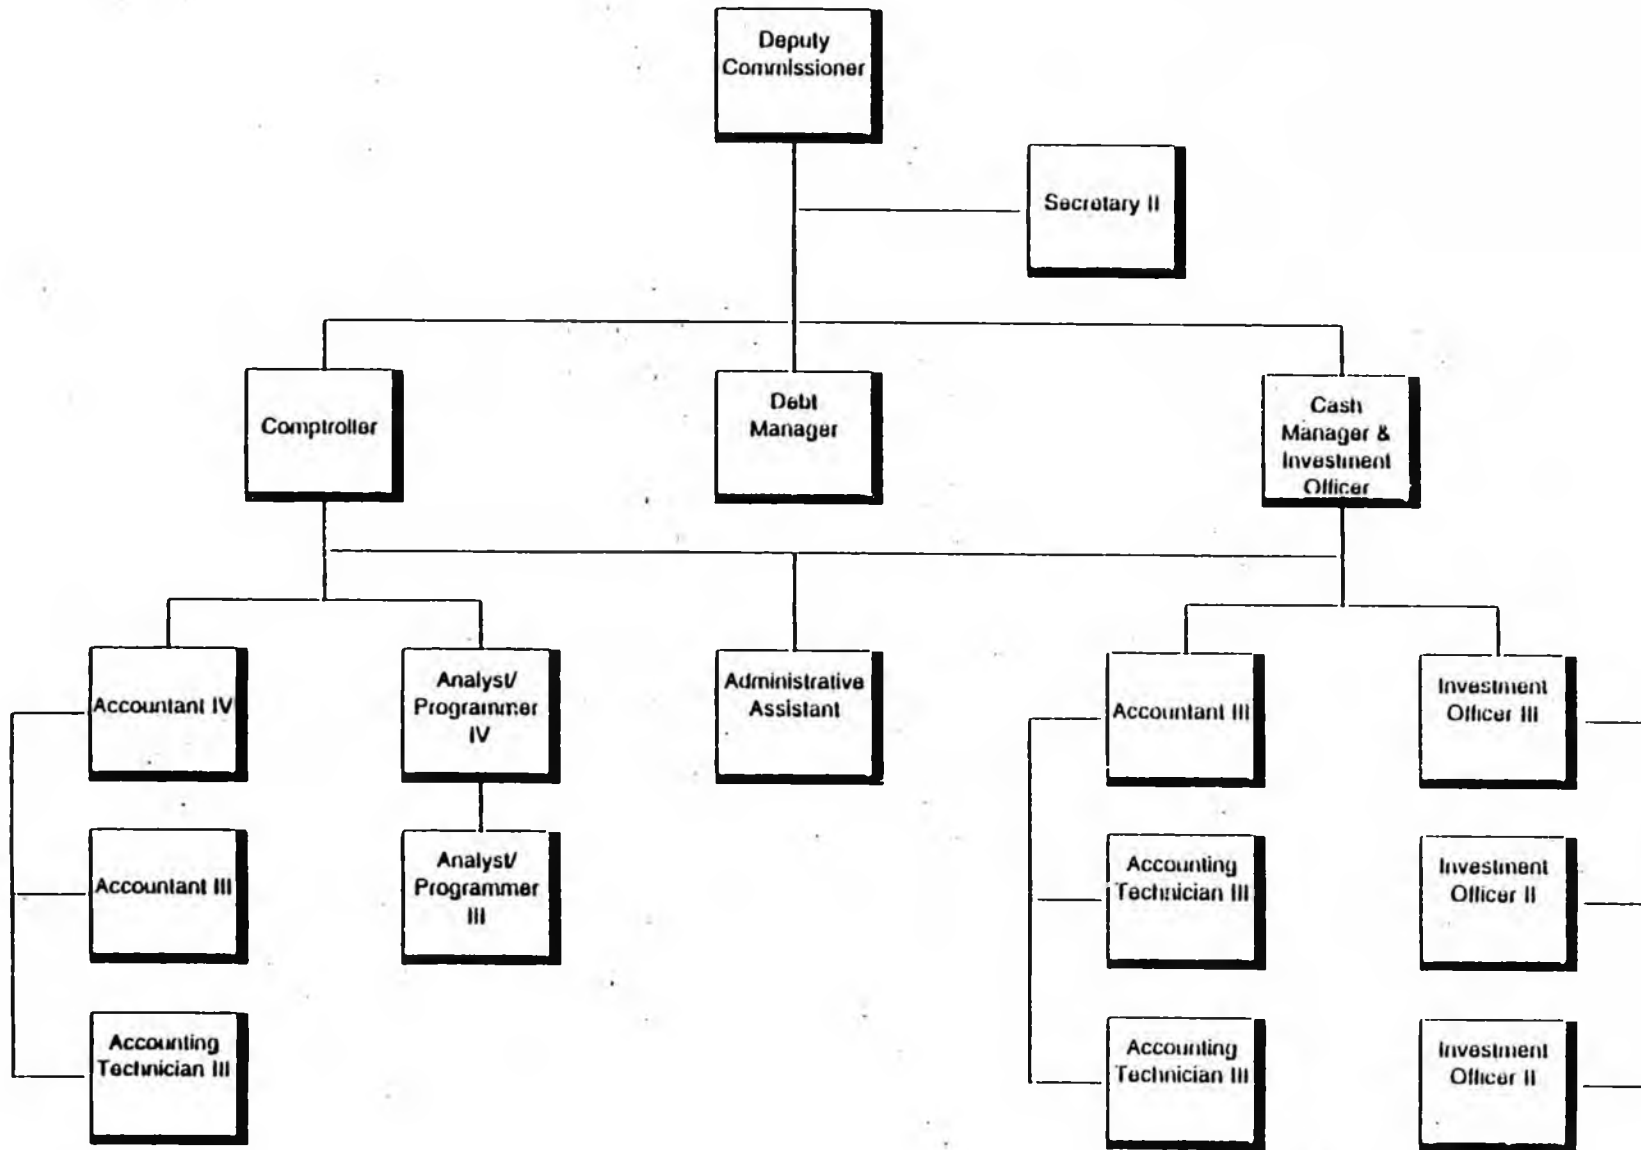 Deputy
Commissioner
Secretary II
Comptroller
Debt
Manager
Cash
Manager &
Investment
Officer
Accountant IV
Analyst/
Programmer
IV
Administrative
Assistant
Accountant III
Investment
Officer III
Accountant III
Analyst/
Programmer
III
Accounting
Technician III
Investment
Officer II
Accounting
Technician III
Accounting
Technician III
Investment
Officer II